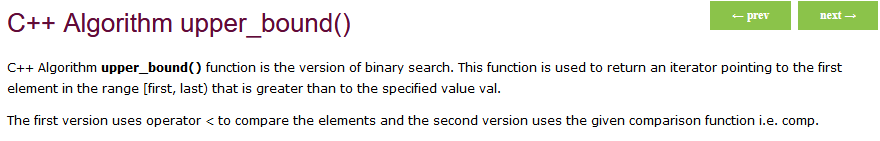 C++ Algorithm upper_bound()
← prev
next →
C++ Algorithm upper_bound() function is the version of binary search. This function is used to return an iterator pointing to the first
element in the range [first, last) that is greater than to the specified value val.
The first version uses operator < to compare the elements and the second version uses the given comparison function i.e. comp.